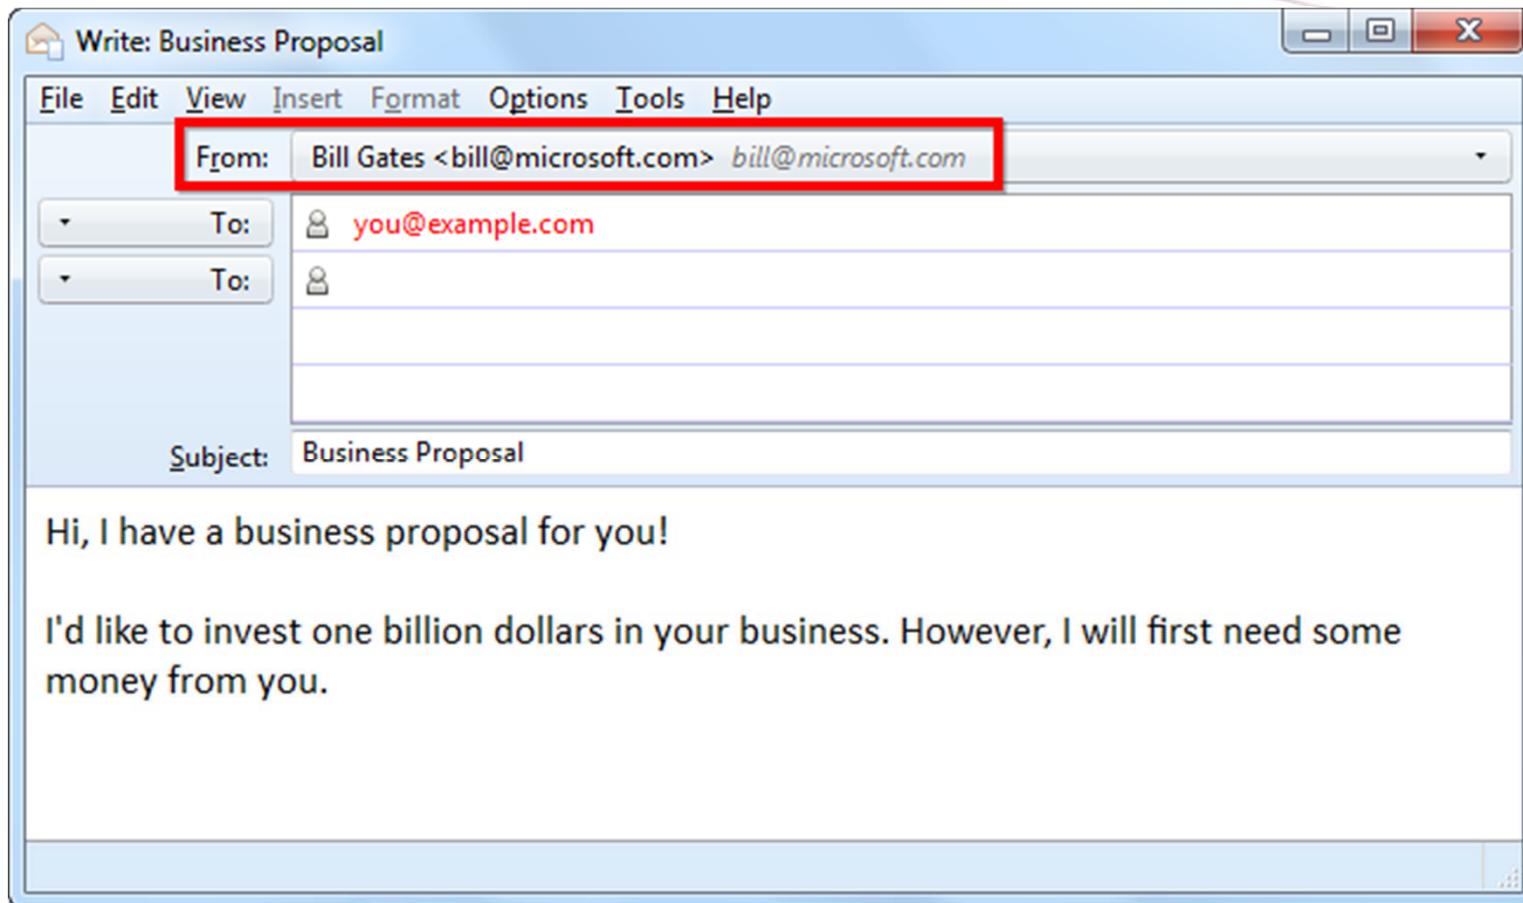 Write: Business Proposal
File Edit View Insert Format Options Tools Help
From: Bill Gates <bill@microsoft.com> bill@microsoft.com
To: you@example.com
To:
Subject: Business Proposal
Hi, I have a business proposal for you!
I'd like to invest one billion dollars in your business. However, I will first need some
money from you.